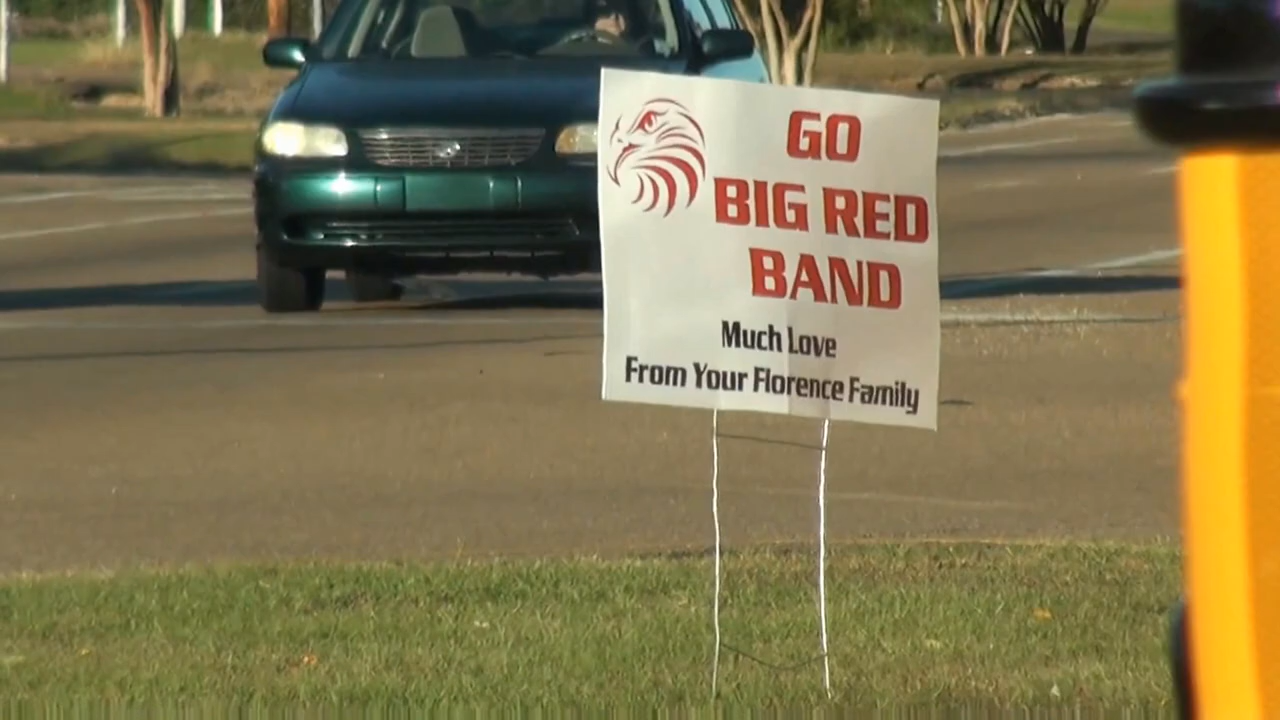 GO
BIG RED
BAND
Much Love
From Your Florence Family